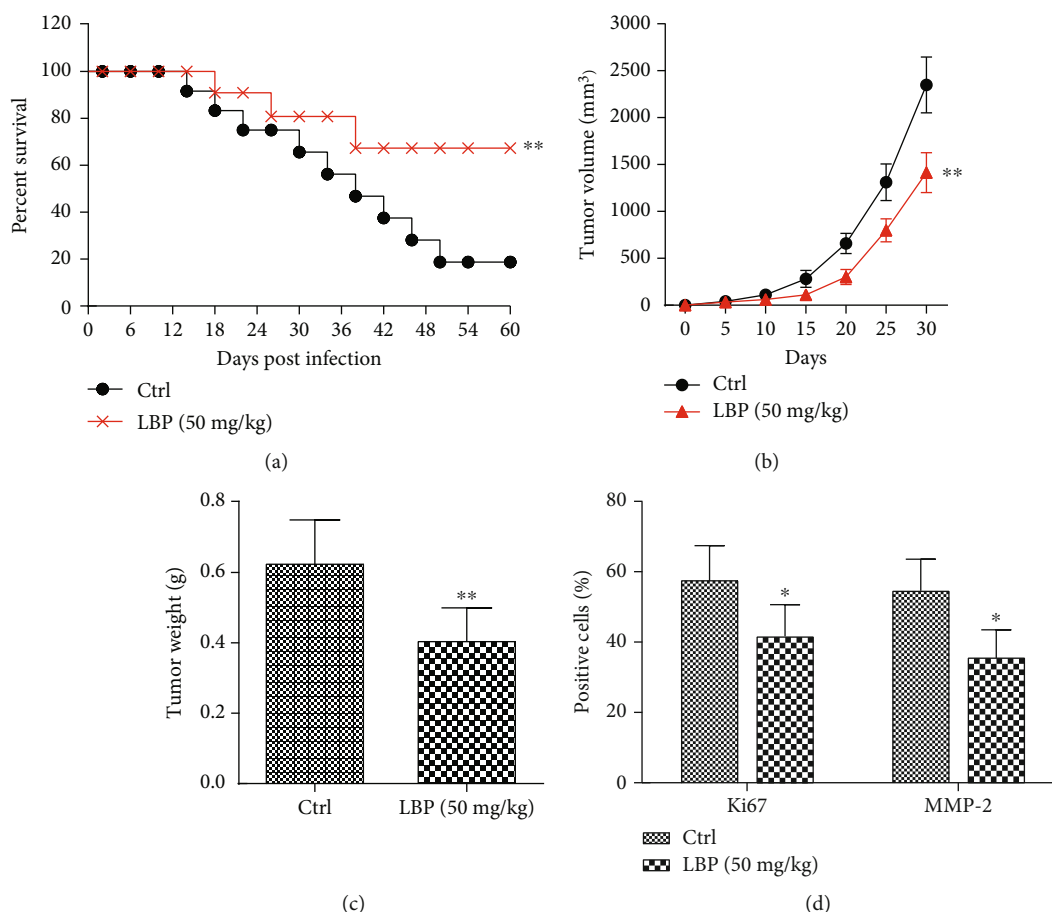 120
100
80
60
40
20
0
Percent survival
**
0 6 12 18 24 30 36 42 48 54 60
Days post infection
Ctrl
LBP (50 mg/kg)
(a)
3000
2500
2000
1500
1000
500
0
Tumor volume (mm³)
**
0 5 10 15 20 25 30
Days
Ctrl
LBP (50 mg/kg)
(b)
0.8
0.6
0.4
0.2
0.0
Tumor weight (g)
**
Ctrl LBP (50 mg/kg)
(c)
80
60
40
20
0
Positive cells (%)
*
*
Ki67 MMP-2
Ctrl
LBP (50 mg/kg)
(d)